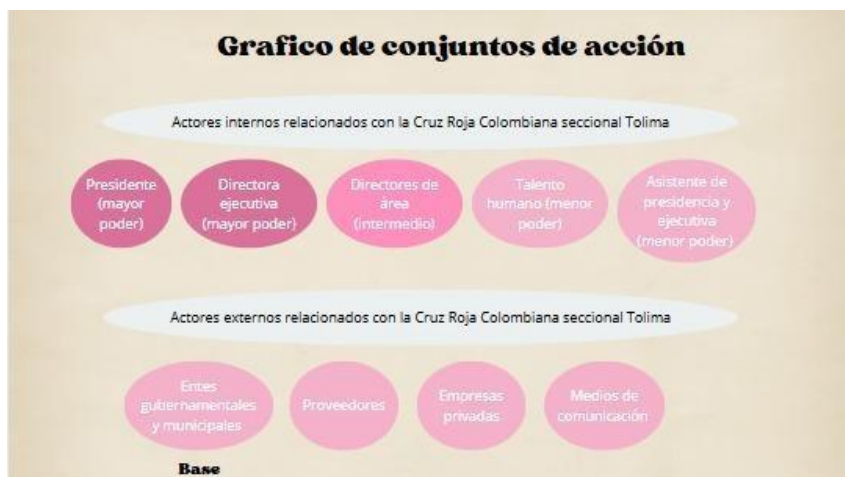 Grafico de conjuntos de acción
Actores internos relacionados con la Cruz Roja Colombiana seccional Tolima
Presidente
(mayor
poder)
Directora
ejecutiva
(mayor poder)
Directores de
área
(intermedio)
Talento
humano (menor
poder)
Asistente de
presidencia y
ejecutiva
(menor poder)
Actores externos relacionados con la Cruz Roja Colombiana seccional Tolima
Entes
gubernamentales
y municipales
Proveedores
Empresas
privadas
Medios de
comunicación
Base